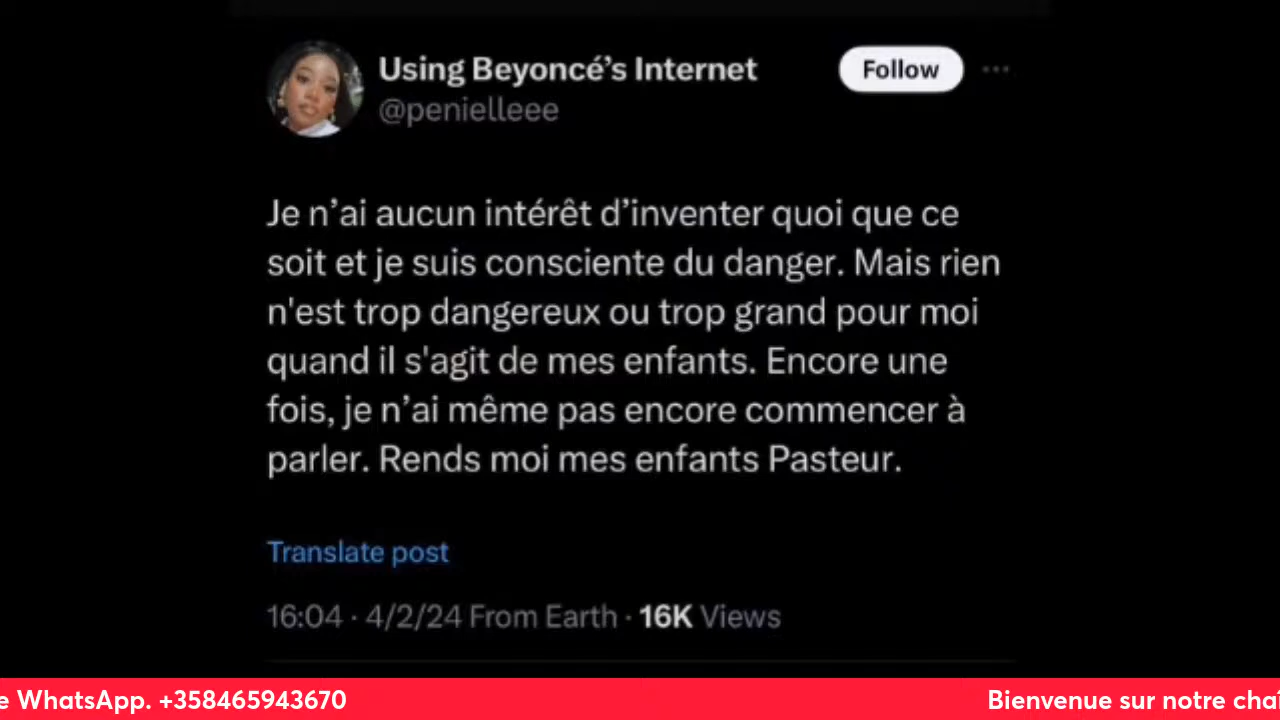 Using Beyoncé’s Internet
Follow
@penielleee
Je n’ai aucun intérêt d’inventer quoi que ce
soit et je suis consciente du danger. Mais rien
n'est trop dangereux ou trop grand pour moi
quand il s'agit de mes enfants. Encore une
fois, je n’ai même pas encore commencer à
parler. Rends moi mes enfants Pasteur.
Translate post
16:04 · 4/2/24 From Earth · 16K Views
e WhatsApp. +358465943670
Bienvenue sur notre chaî